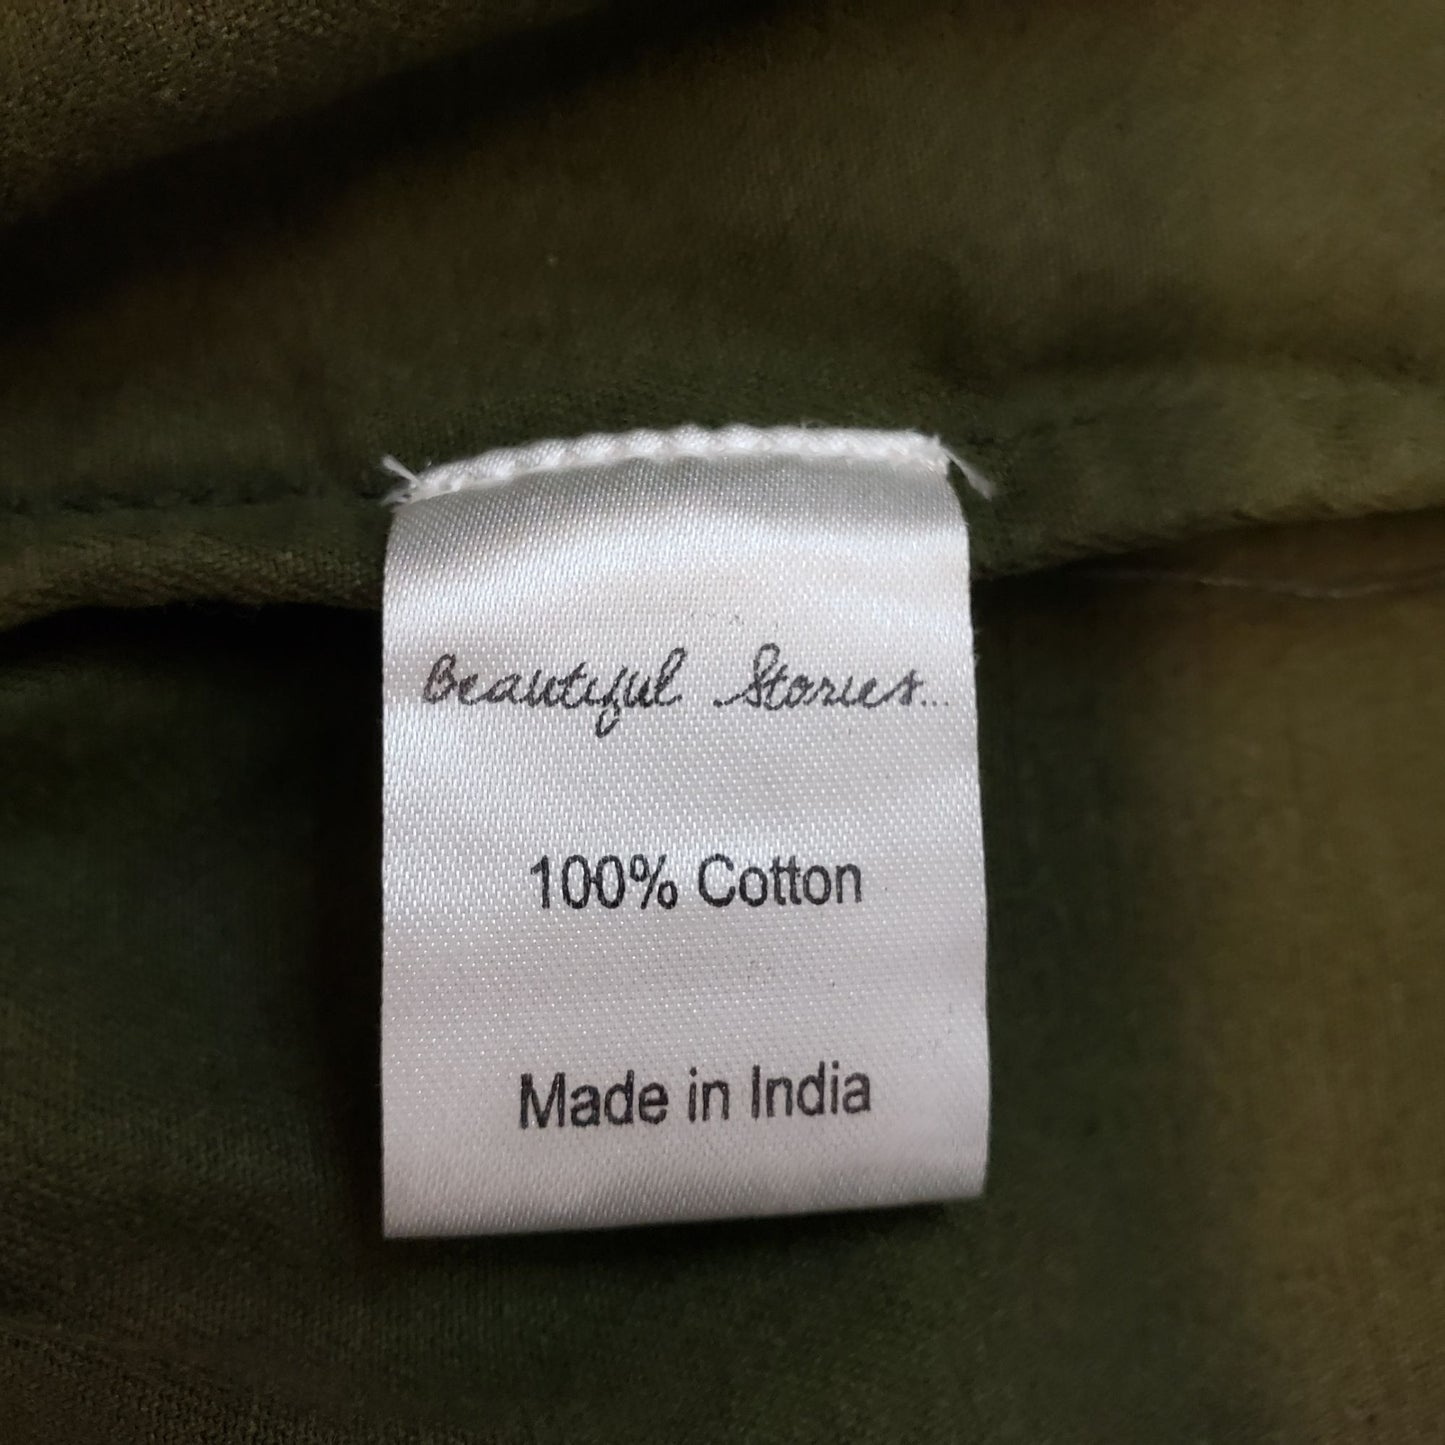 Beautiful Stories...
100% Cotton
Made in India